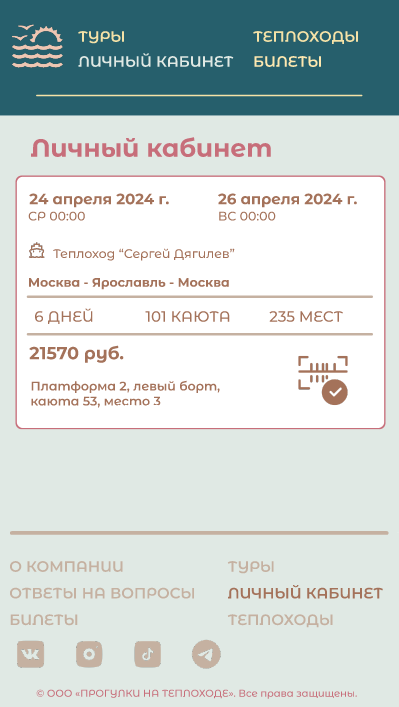 ТУРЫ
ТЕПЛОХОДЫ
ЛИЧНЫЙ КАБИНЕТ
БИЛЕТЫ
Личный кабинет
24 апреля 2024 г.
26 апреля 2024 г.
СР 00:00
ВС 00:00
Теплоход “Сергей Дягилев”
Москва - Ярославль - Москва
6 ДНЕЙ
101 КАЮТА
235 МЕСТ
21570 руб.
Платформа 2, левый борт,
каюта 53, место 3
О КОМПАНИИ
ТУРЫ
ОТВЕТЫ НА ВОПРОСЫ
ЛИЧНЫЙ КАБИНЕТ
БИЛЕТЫ
ТЕПЛОХОДЫ
© ООО «ПРОГУЛКИ НА ТЕПЛОХОДЕ». Все права защищены.